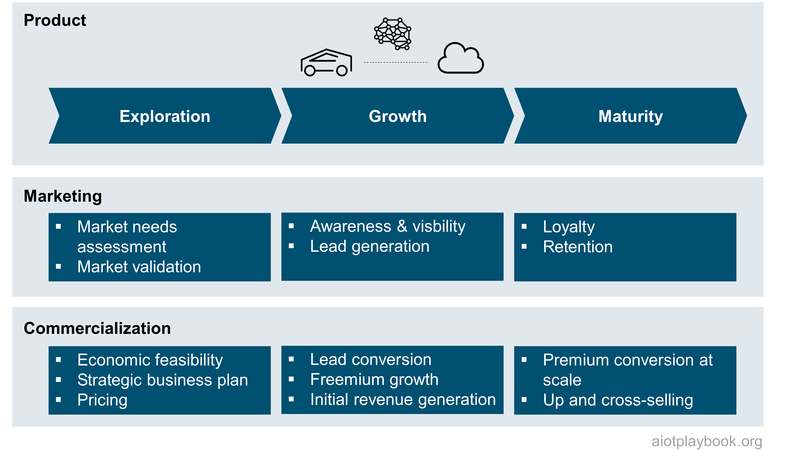 Product
Exploration
Growth
Maturity
Marketing
▪ Market needs
assessment
▪ Market validation
▪ Awareness & visbility
▪ Lead generation
▪ Loyalty
▪ Retention
Commercialization
▪ Economic feasibility
▪ Strategic business plan
▪ Pricing
▪ Lead conversion
▪ Freemium growth
▪ Initial revenue generation
▪ Premium conversion at
scale
▪ Up and cross-selling
aiotplaybook.org